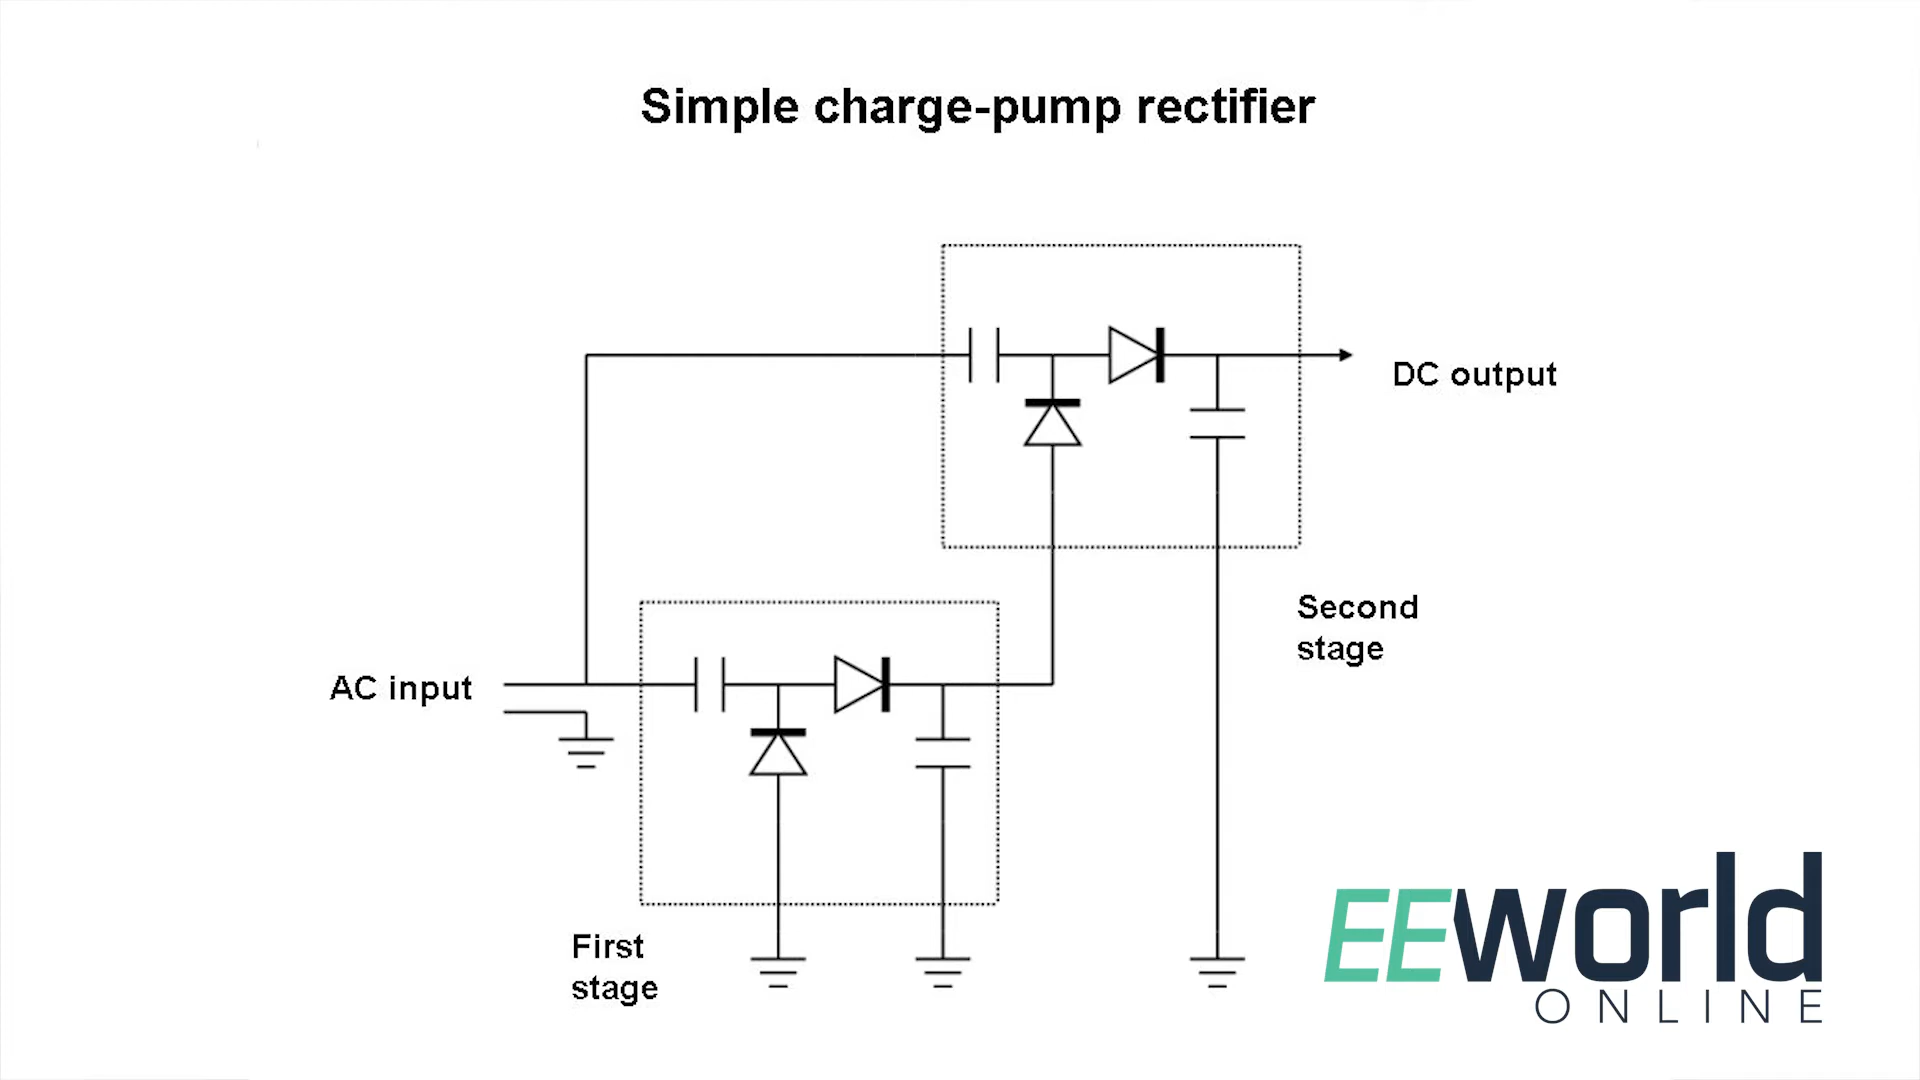 Simple charge-pump rectifier
DC output
Second
stage
AC input
First
stage
EEworld
ONLINE